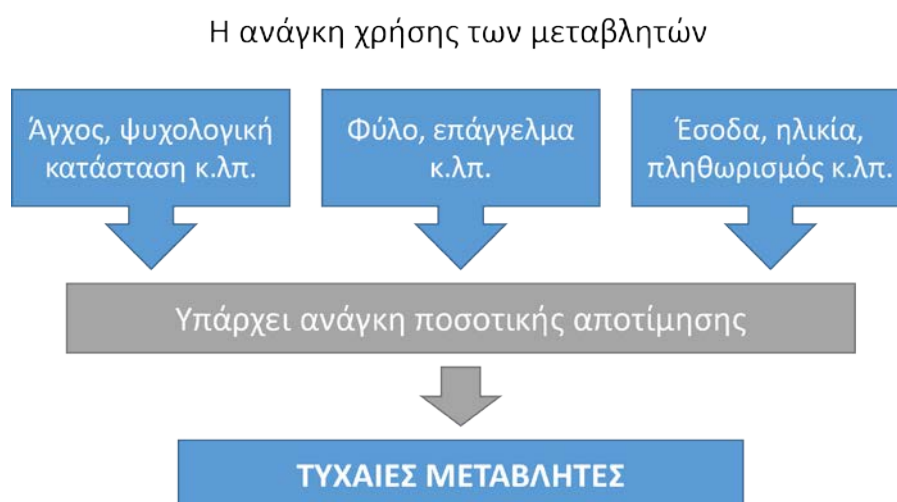 Η ανάγκη χρήσης των μεταβλητών
Άγχος, ψυχολογική
κατάσταση κ.λπ.
Φύλο, επάγγελμα
κ.λπ.
Έσοδα, ηλικία,
πληθωρισμός κ.λπ.
Υπάρχει ανάγκη ποσοτικής αποτίμησης
ΤΥΧΑΙΕΣ ΜΕΤΑΒΛΗΤΕΣ